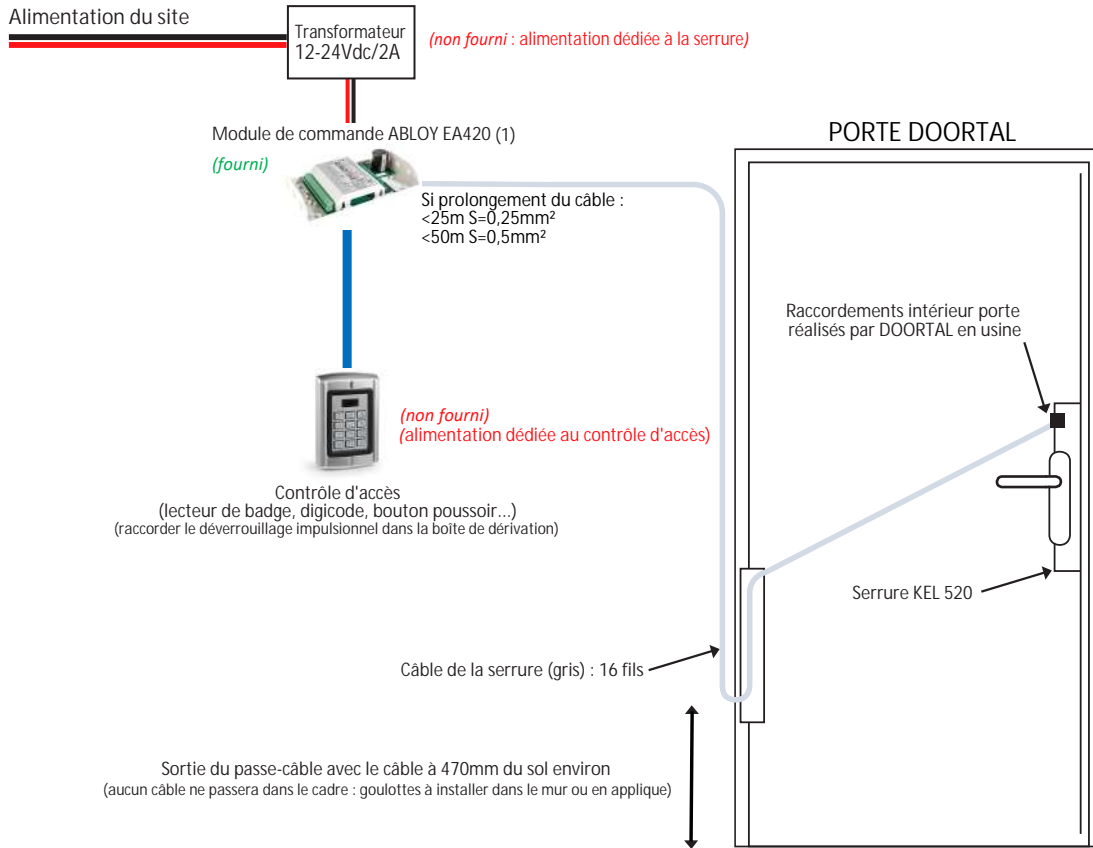 Alimentation du site
Transformateur
12-24Vdc/2A
(non fourni : alimentation dédiée à la serrure)
Module de commande ABLOY EA420 (1)
(fourni)
PORTE DOORTAL
Si prolongement du câble :
<25m S=0,25mm²
<50m S=0,5mm²
Raccordements intérieur porte
réalisés par DOORTAL en usine
(non fourni)
(alimentation dédiée au contrôle d'accès)
Contrôle d'accès
(lecteur de badge, digicode, bouton poussoir...)
(raccorder le déverrouillage impulsionnel dans la boîte de dérivation)
Serrure KEL 520
Câble de la serrure (gris) : 16 fils
Sortie du passe-câble avec le câble à 470mm du sol environ
(aucun câble ne passera dans le cadre : goulottes à installer dans le mur ou en applique)